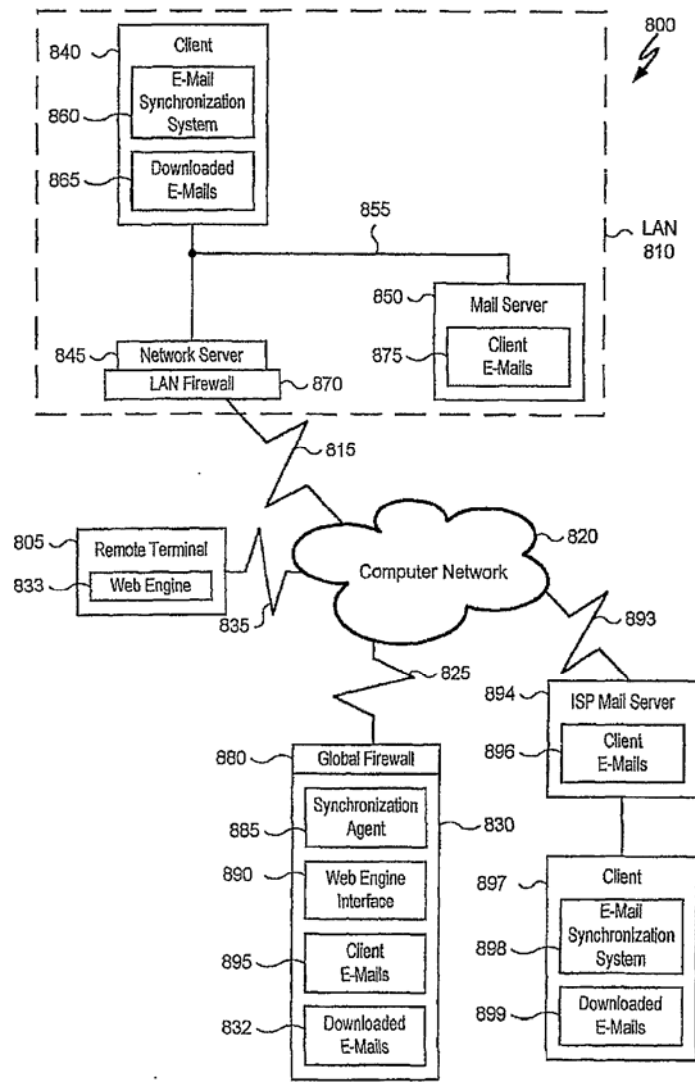 800
840
Client
860
E-Mail
Synchronization
System
865
Downloaded
E-Mails
855
LAN
810
850
Mail Server
875
Client
E-Mails
845
Network Server
LAN Firewall
870
815
805
Remote Terminal
833
Web Engine
835
820
Computer Network
893
825
894
ISP Mail Server
896
Client
E-Mails
880
Global Firewall
885
Synchronization
Agent
830
890
Web Engine
Interface
895
Client
E-Mails
832
Downloaded
E-Mails
897
Client
898
E-Mail
Synchronization
System
899
Downloaded
E-Mails